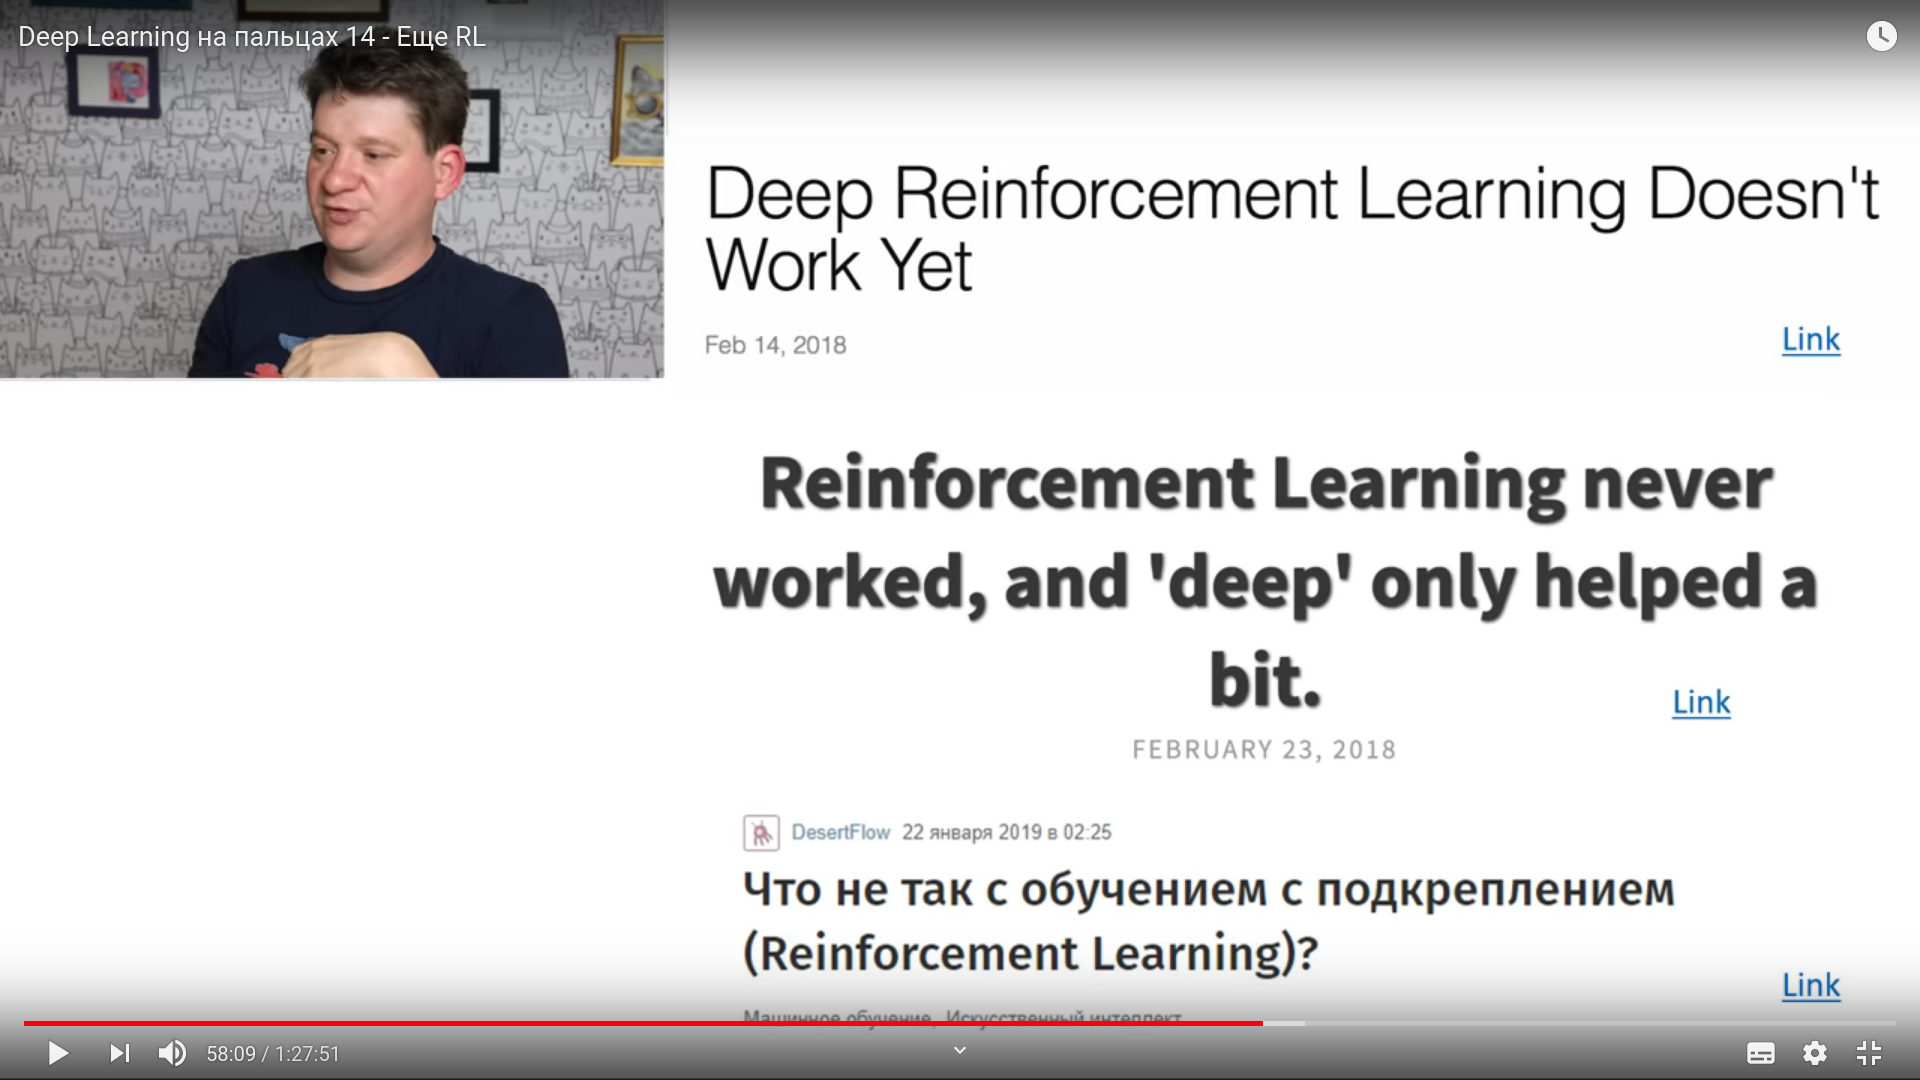 Deep Learning на пальцах 14 - Еще RL
Deep Reinforcement Learning Doesn't
Work Yet
Feb 14, 2018
Link
Reinforcement Learning never
worked, and 'deep' only helped a
bit.
Link
FEBRUARY 23, 2018
DesertFlow 22 января 2019 в 02:25
Что не так с обучением с подкреплением
(Reinforcement Learning)?
Link
Машинное обучение, Искусственный интеллект
58:09 / 1:27:51